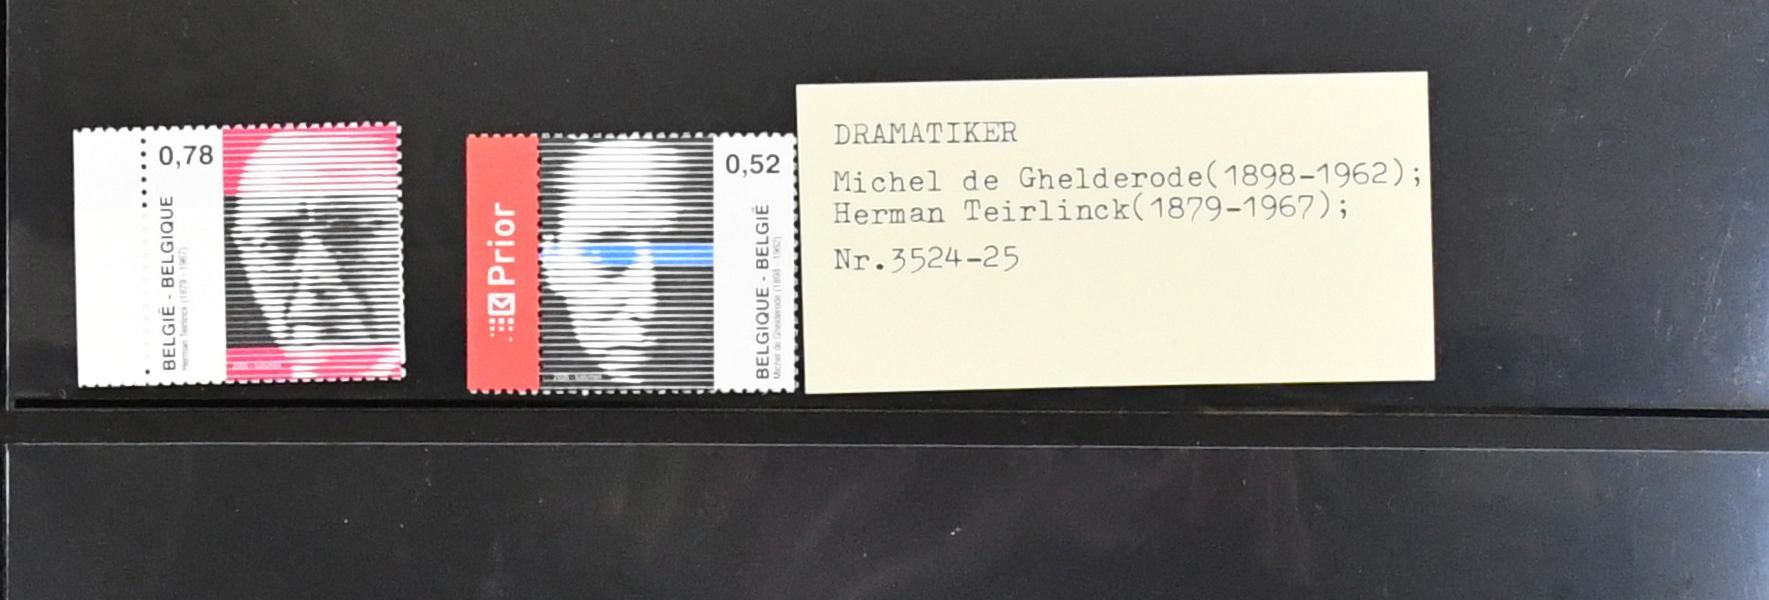 0,78
BELGIË - BELGIQUE
Herman Teirlinck (1879 - 1967)
Prior
0,52
BELGIQUE - BELGIË
Michel de Ghelderode (1898 - 1962)
DRAMATIKER
Michel de Ghelderode(1898-1962);
Herman Teirlinck(1879-1967);
Nr.3524-25